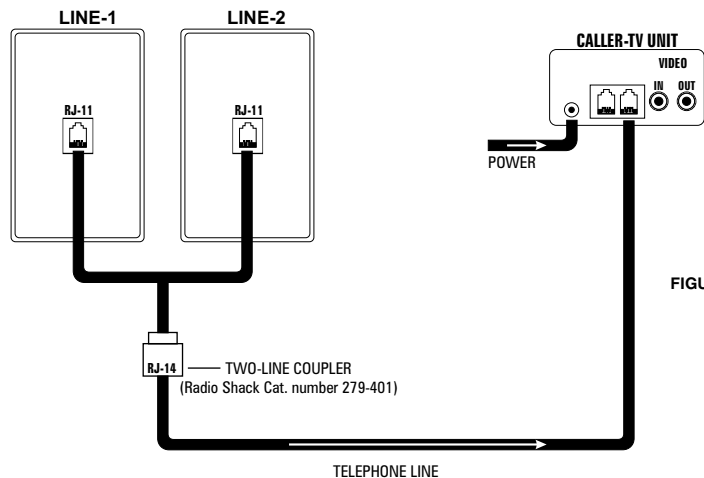 LINE-1
LINE-2
RJ-11
RJ-11
CALLER-TV UNIT
VIDEO
IN OUT
POWER
FIGU
RJ-14
TWO-LINE COUPLER
(Radio Shack Cat. number 279-401)
TELEPHONE LINE